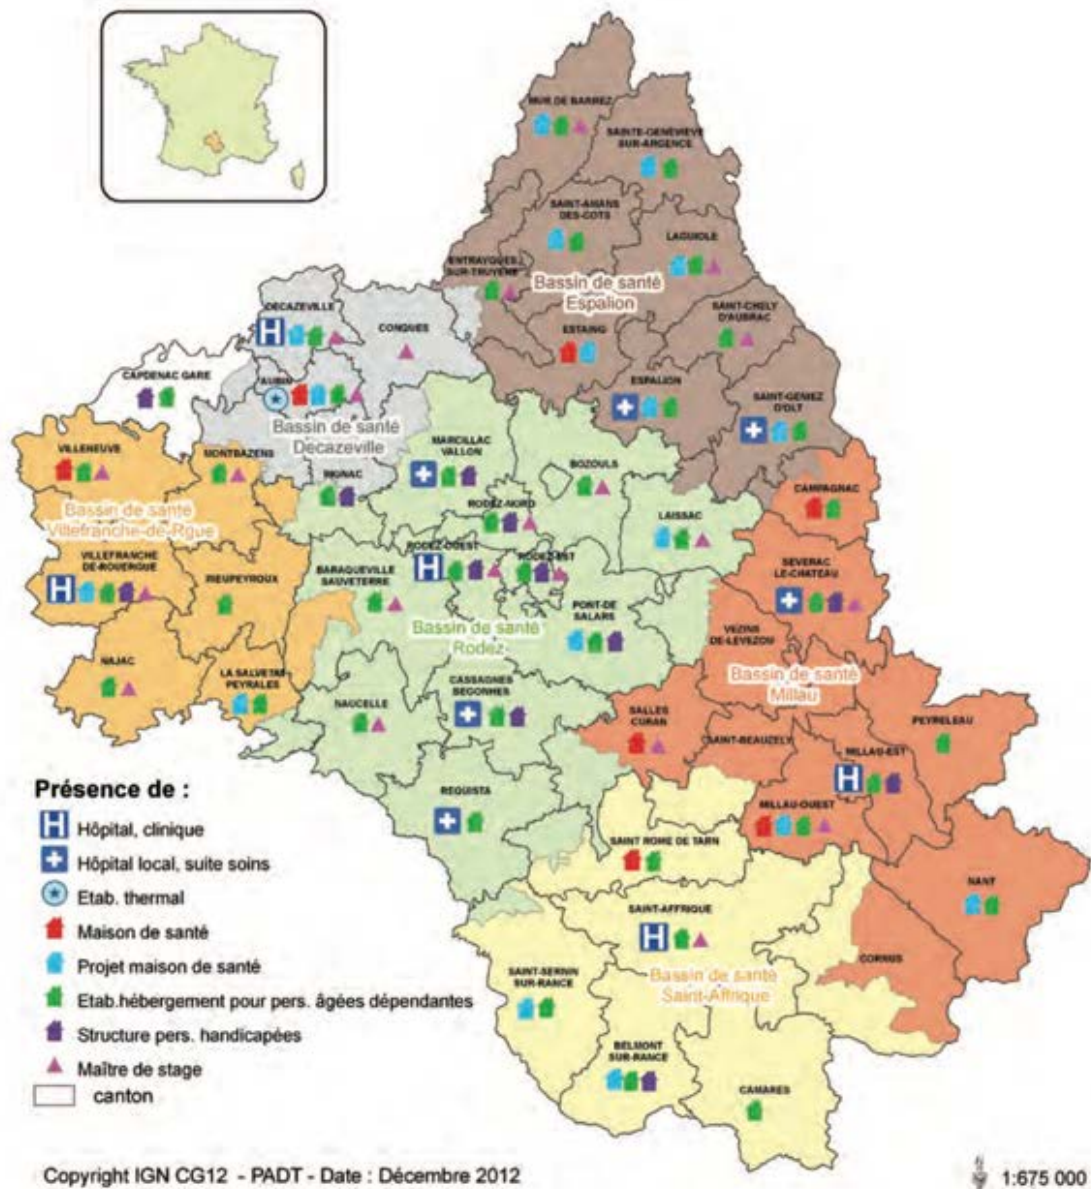 MUR DE BARREZ
SAINTE-GENEVIEVE
SUR-ARGENCE
SAINT-AMANS
DES-COTS
LAGUIOLE
ENTRAYGUES
SUR-TRUYERE
Bassin de santé
Espalion
SAINT-CHELY
D'AUBRAC
DECAZEVILLE
CONQUES
ESTAING
CAPDENAC GARE
AUBIN
ESPALION
SAINT-GENIEZ
D'OLT
Bassin de santé
Decazeville
VILLENEUVE
MONTBAZENS
MARCILLAC
VALLON
BOZOULS
RIGNAC
CAMPAGNAC
Bassin de santé
Villefranche-de-Rgue
RODEZ-NORD
LAISSAC
VILLEFRANCHE
DE-ROUERGUE
RIEUPEYROUX
BARAQUEVILLE
SAUVETERRE
RODEZ-OUEST
RODEZ-EST
SEVERAC
LE-CHATEAU
PONT-DE
SALARS
VEZINS
DE-LEVEZOU
Bassin de santé
Rodez
NAJAC
LA SALVETAT
PEYRALES
Bassin de santé
Millau
NAUCELLE
CASSAGNES
BEGONHES
SALLES
CURAN
SAINT-BEAUZELY
MILLAU-EST
PEYRELEAU
REQUISTA
MILLAU-OUEST
SAINT ROME DE TARN
NANT
SAINT-AFFRIQUE
CORNUS
SAINT-SERNIN
SUR-RANCE
Bassin de santé
Saint-Affrique
BELMONT
SUR-RANCE
CAMARES
Présence de :
H Hôpital, clinique
Hôpital local, suite soins
Etab. thermal
Maison de santé
Projet maison de santé
Etab.hébergement pour pers. âgées dépendantes
Structure pers. handicapées
Maître de stage
canton
Copyright IGN CG12 - PADT - Date : Décembre 2012
1:675 000